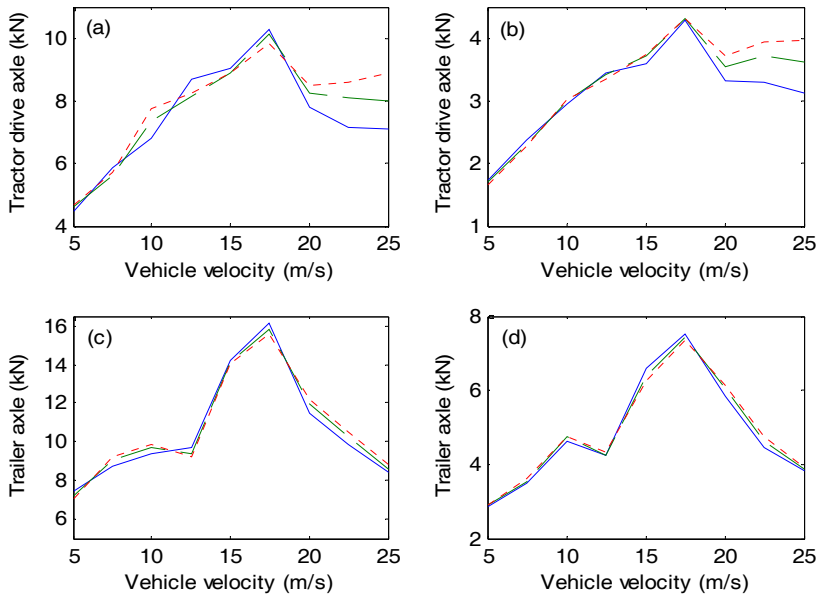 (a)
Tractor drive axle (kN)
10
8
6
4
5 10 15 20 25
Vehicle velocity (m/s)
(b)
Tractor drive axle (kN)
4
3
2
1
5 10 15 20 25
Vehicle velocity (m/s)
(c)
Trailer axle (kN)
16
14
12
10
8
6
5 10 15 20 25
Vehicle velocity (m/s)
(d)
Trailer axle (kN)
8
6
4
2
5 10 15 20 25
Vehicle velocity (m/s)